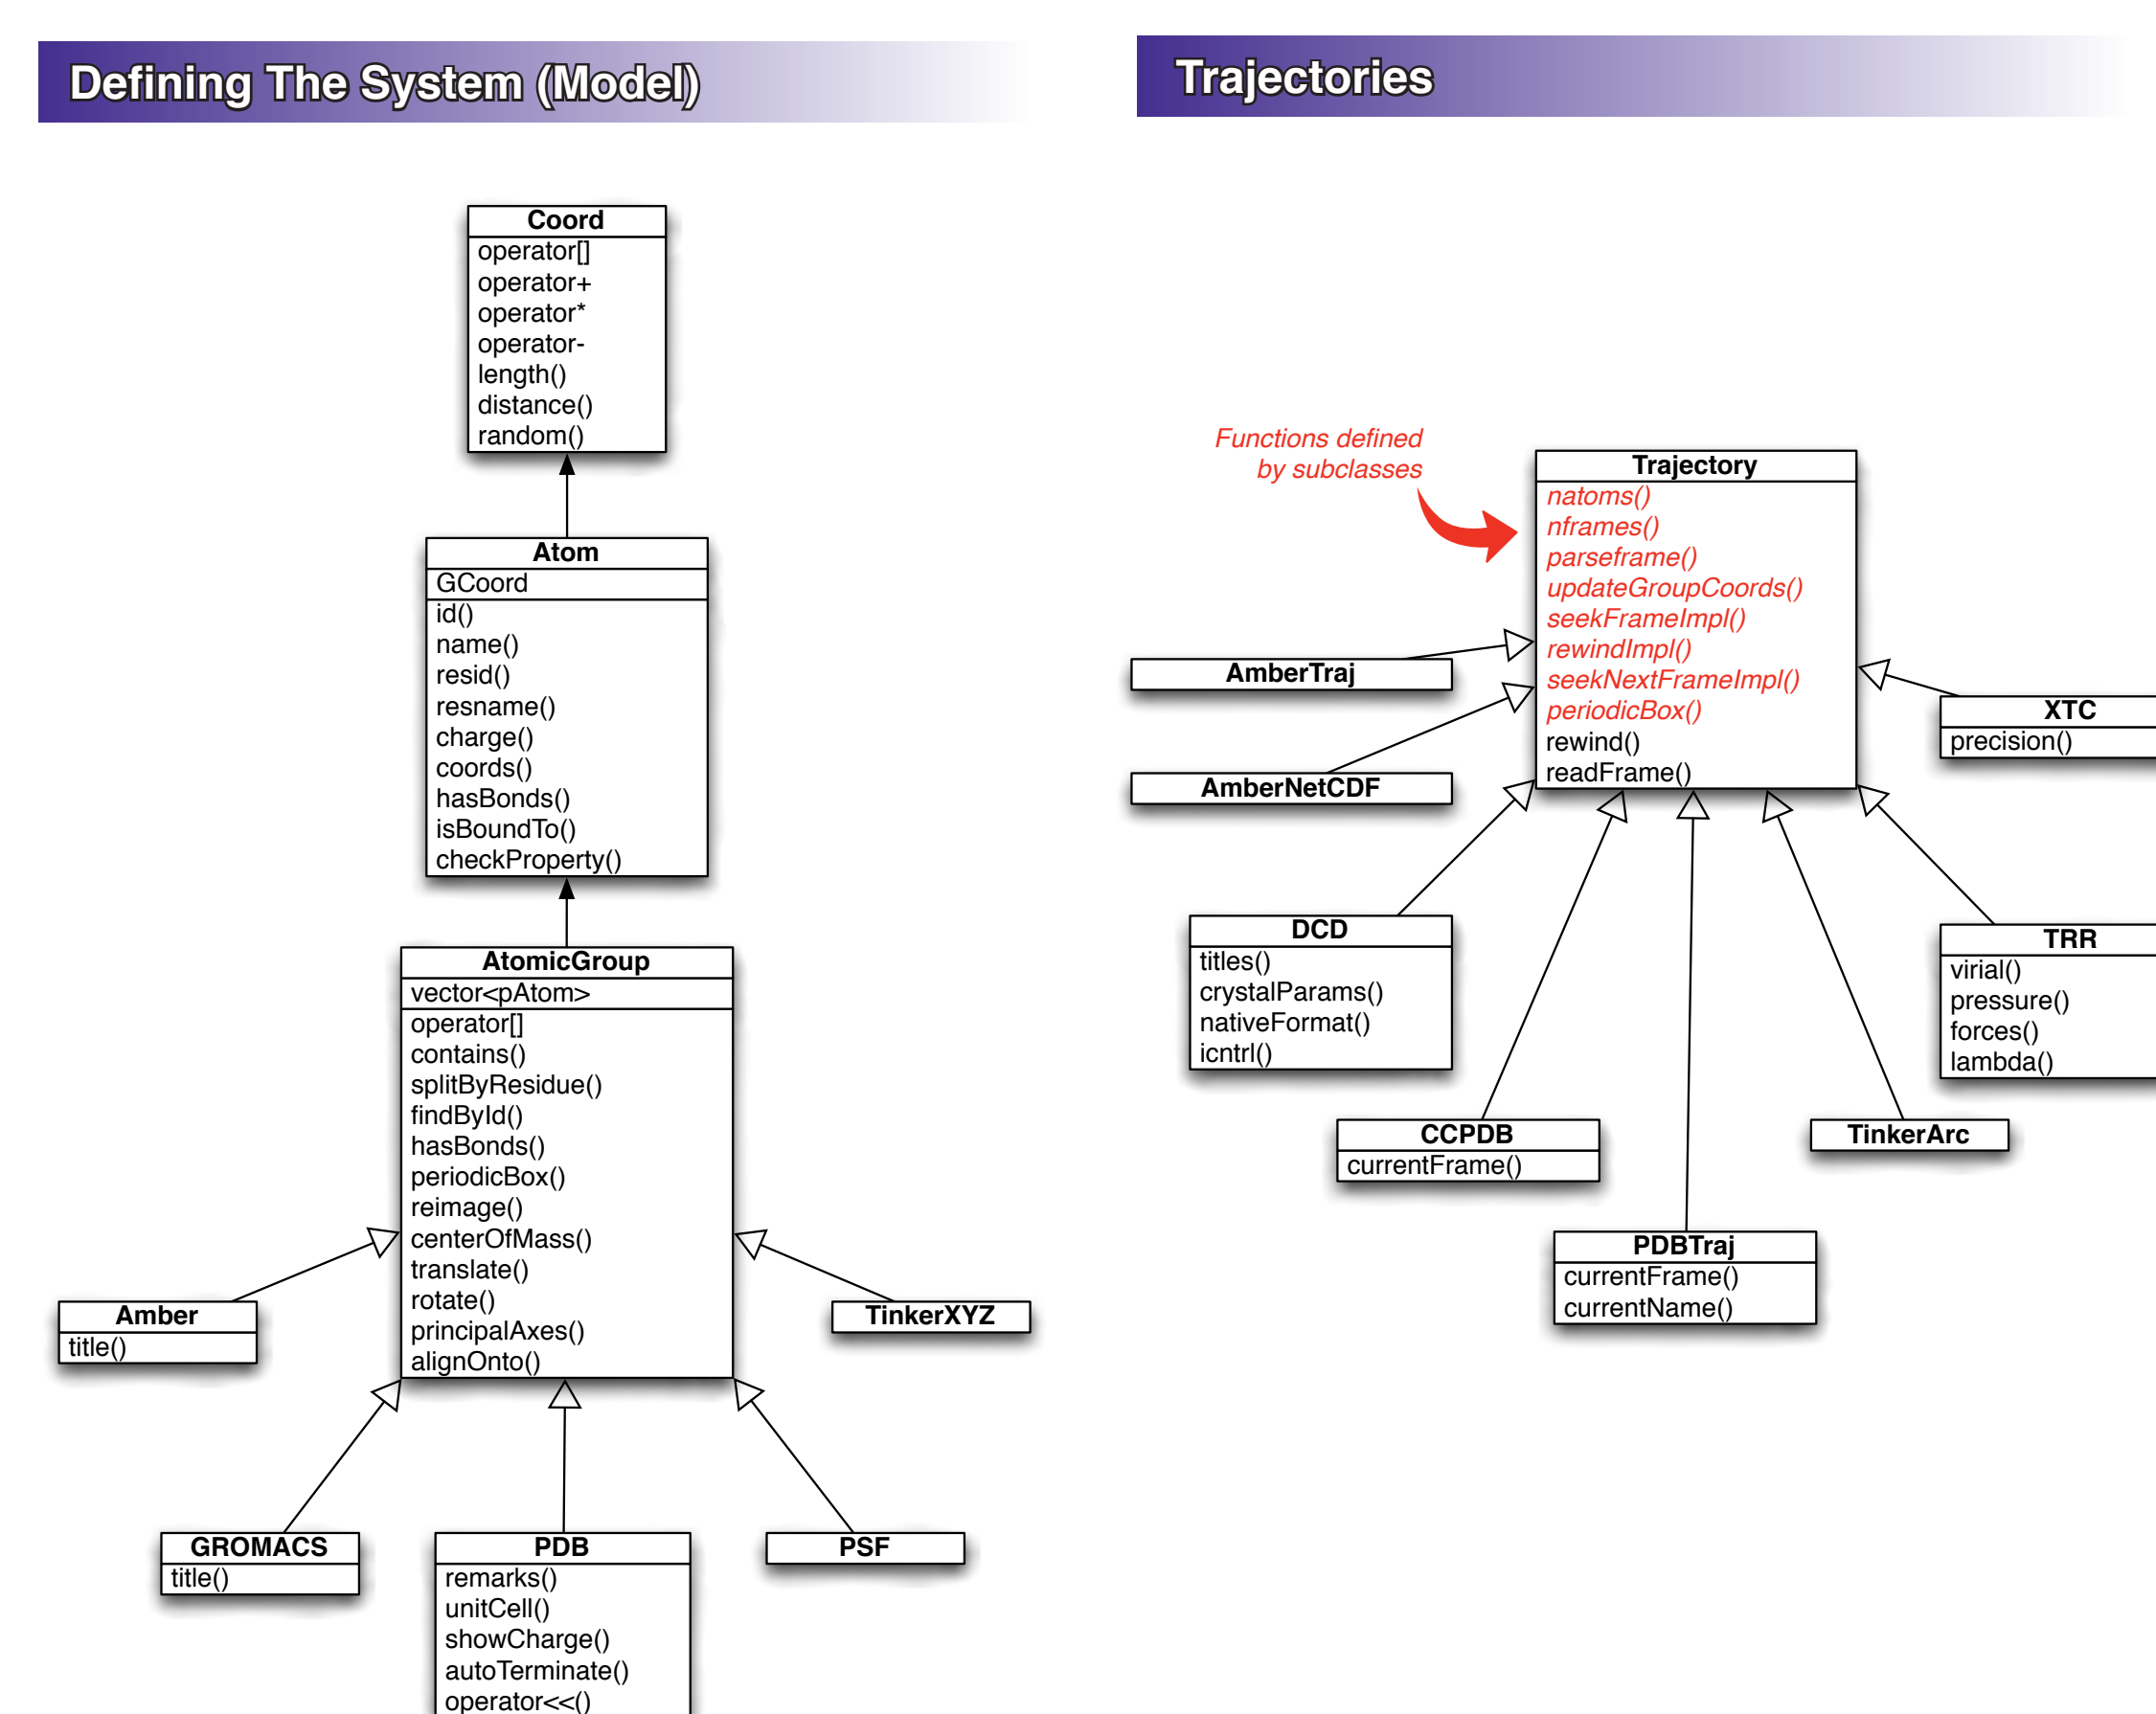 Defining The System (Model)
Coord
operator[]
operator+
operator*
operator-
length()
distance()
random()
Atom
GCoord
id()
name()
resid()
resname()
charge()
coords()
hasBonds()
isBoundTo()
checkProperty()
AtomicGroup
vector<pAtom>
operator[]
contains()
splitByResidue()
findById()
hasBonds()
periodicBox()
reimage()
centerOfMass()
translate()
rotate()
principalAxes()
alignOnto()
Amber
title()
TinkerXYZ
GROMACS
title()
PDB
remarks()
unitCell()
showCharge()
autoTerminate()
operator<<()
PSF
Trajectories
Functions defined
by subclasses
Trajectory
natoms()
nframes()
parseframe()
updateGroupCoords()
seekFrameImpl()
rewindImpl()
seekNextFrameImpl()
periodicBox()
rewind()
readFrame()
AmberTraj
AmberNetCDF
XTC
precision()
DCD
titles()
crystalParams()
nativeFormat()
icntrl()
TRR
virial()
pressure()
forces()
lambda()
CCPDB
currentFrame()
TinkerArc
PDBTraj
currentFrame()
currentName()